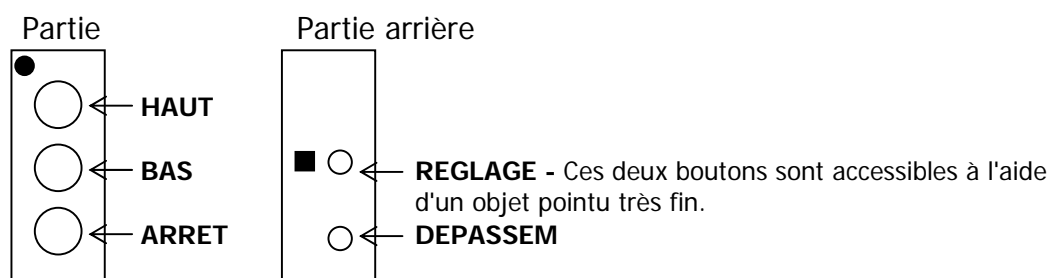 Partie
Partie arrière
HAUT
BAS
ARRET
REGLAGE - Ces deux boutons sont accessibles à l'aide
d'un objet pointu très fin.
DEPASSEM